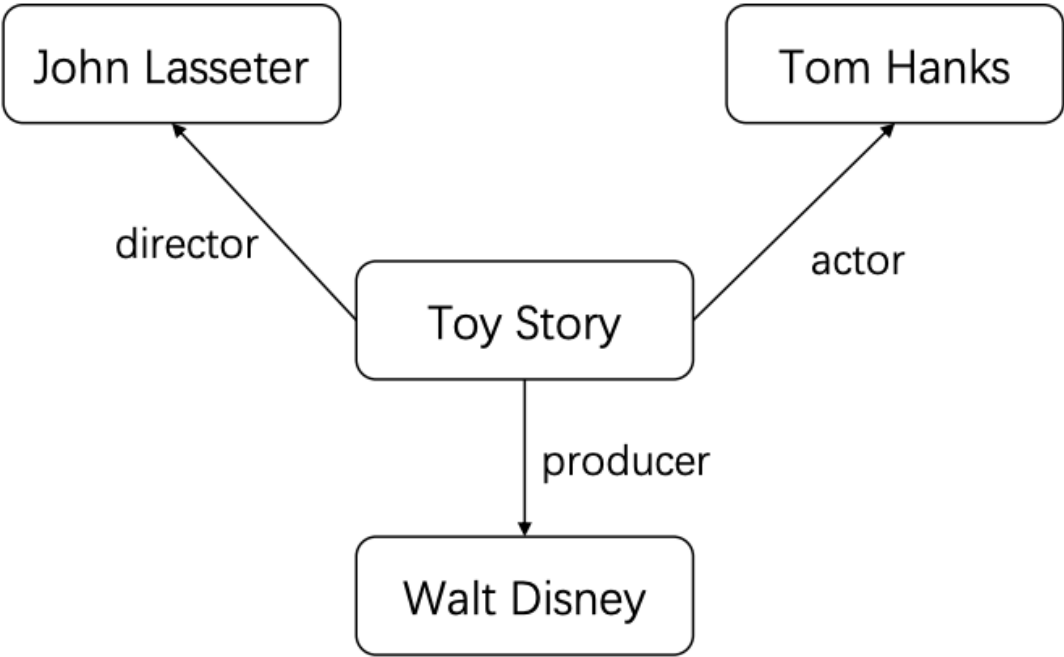 John Lasseter
Tom Hanks
director
actor
Toy Story
producer
Walt Disney